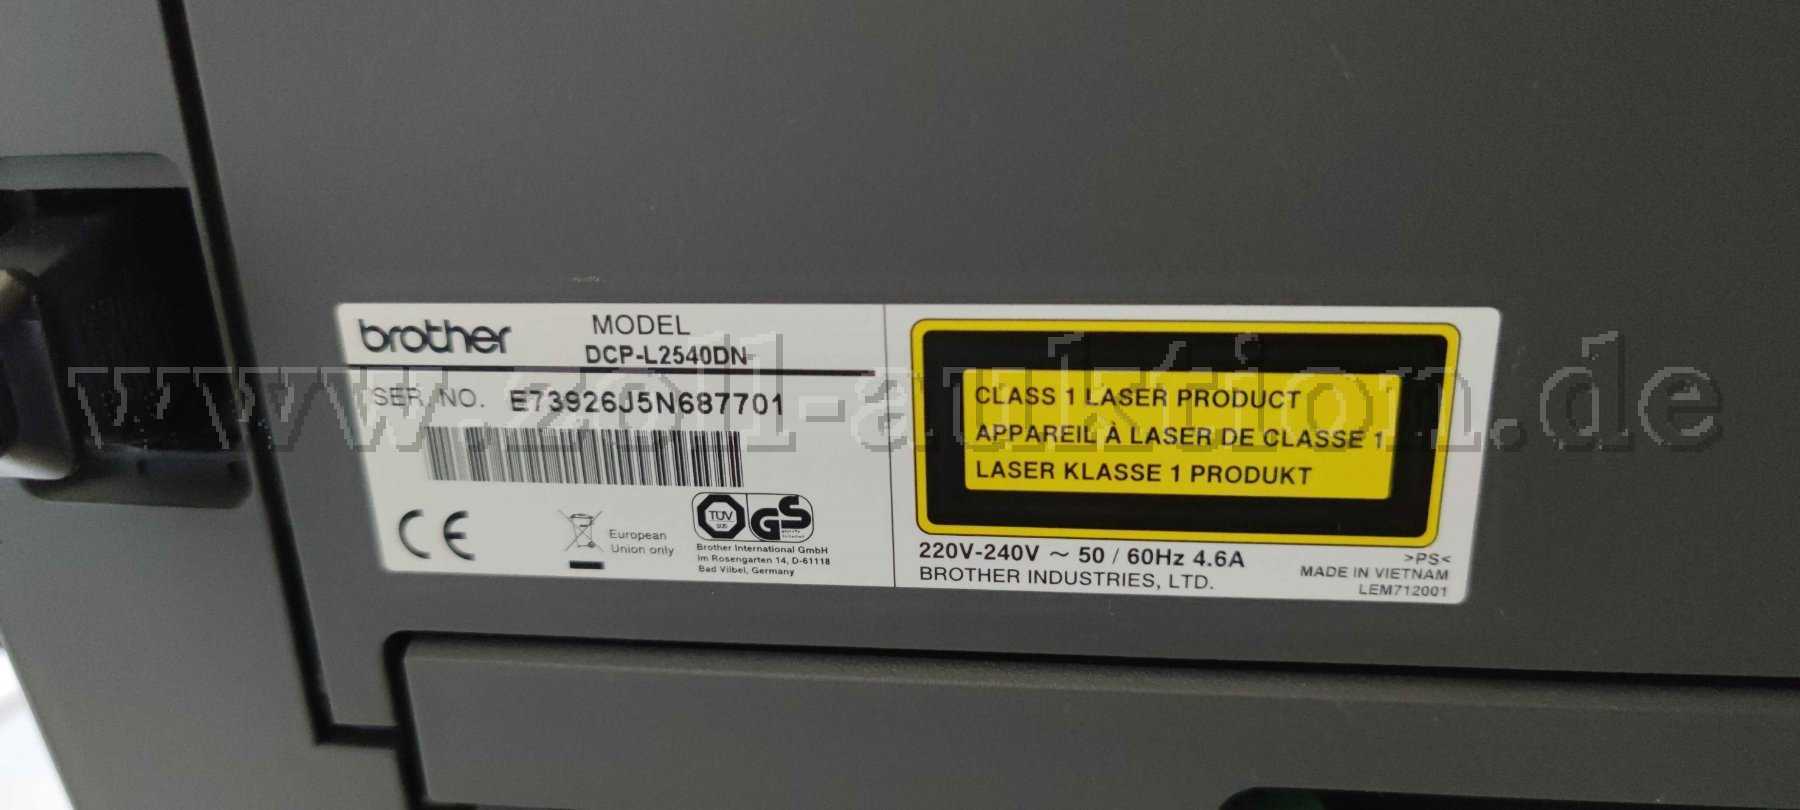 brother
MODEL
DCP-L2540DN
SER. NO. E73926J5N687701
CE
European
Union only
TÜV
SÜD
GS
Brother International GmbH
Im Rosengarten 14, D-61118
Bad Vilbel, Germany
CLASS 1 LASER PRODUCT
APPAREIL À LASER DE CLASSE 1
LASER KLASSE 1 PRODUKT
220V-240V ~ 50 / 60Hz 4.6A
BROTHER INDUSTRIES, LTD.
>PS<
MADE IN VIETNAM
LEM712001
www.zoll-auktion.de